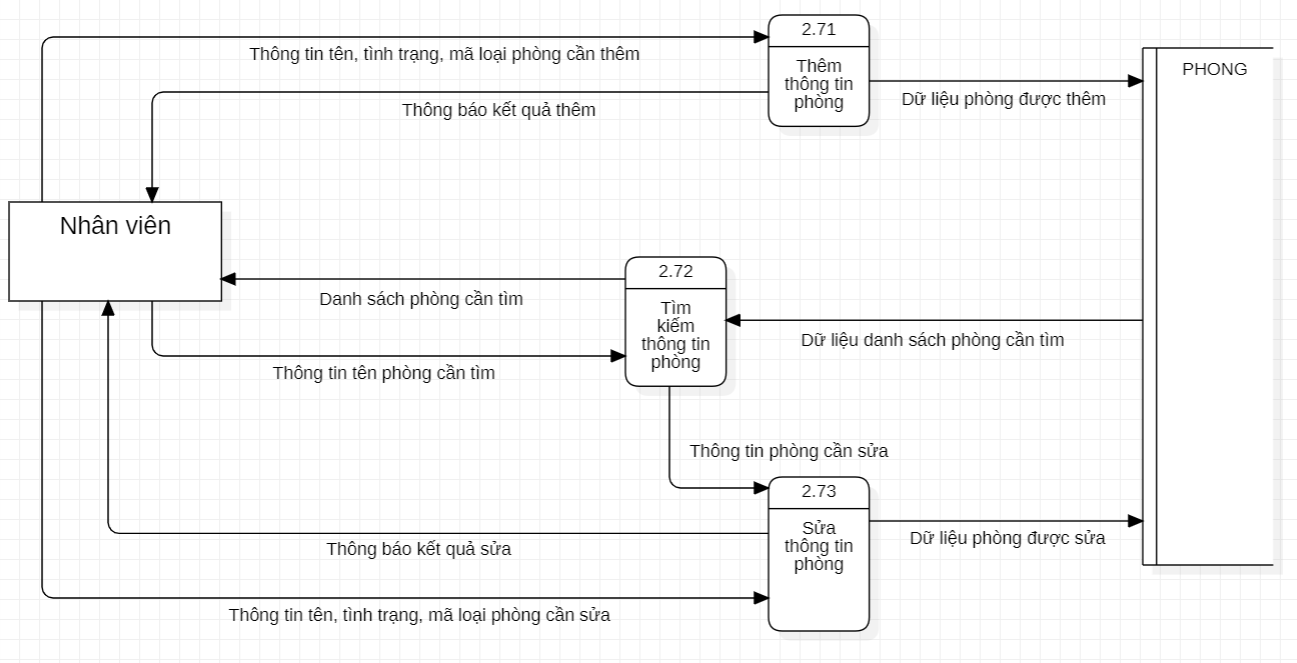 2.71
Thông tin tên, tình trạng, mã loại phòng cần thêm
Thêm
thông tin
phòng
PHONG
Thông báo kết quả thêm
Dữ liệu phòng được thêm
Nhân viên
2.72
Danh sách phòng cần tìm
Tìm
kiếm
thông tin
phòng
Dữ liệu danh sách phòng cần tìm
Thông tin tên phòng cần tìm
Thông tin phòng cần sửa
2.73
Sửa
thông tin
phòng
Dữ liệu phòng được sửa
Thông báo kết quả sửa
Thông tin tên, tình trạng, mã loại phòng cần sửa